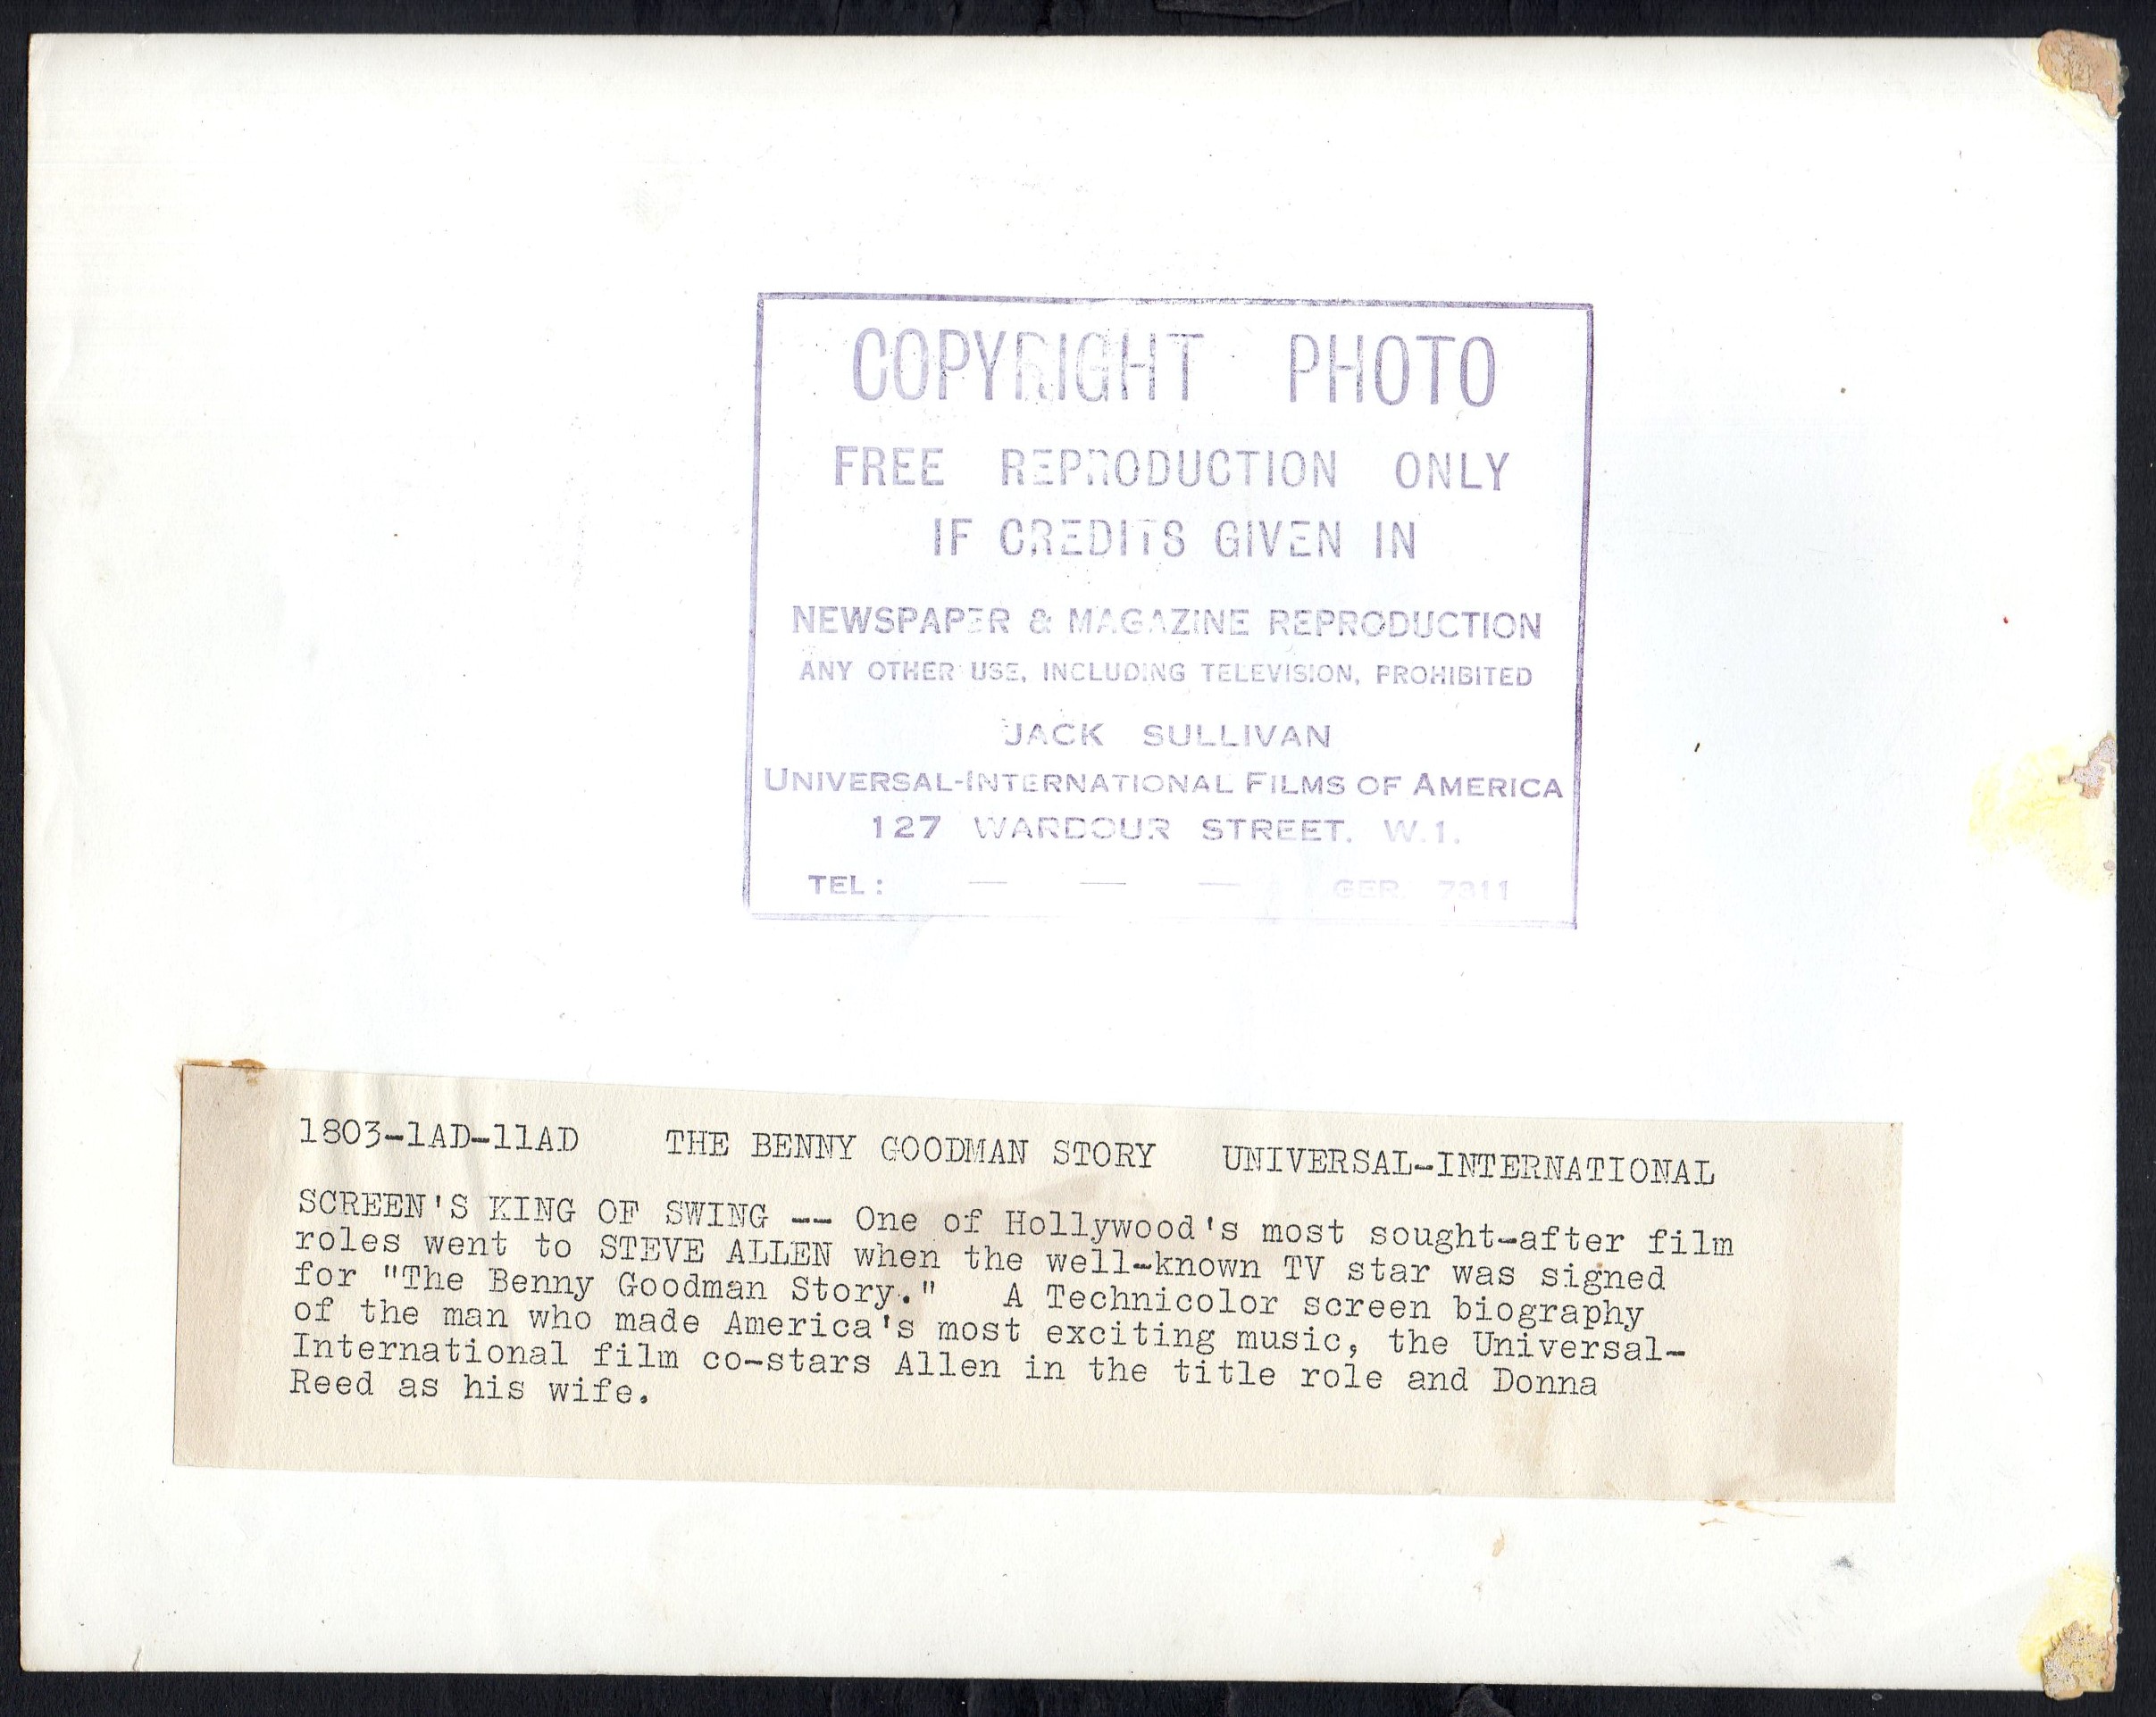 COPYRIGHT PHOTO
FREE REPRODUCTION ONLY
IF CREDITS GIVEN IN
NEWSPAPER & MAGAZINE REPRODUCTION
ANY OTHER USE, INCLUDING TELEVISION, PROHIBITED
JACK SULLIVAN
UNIVERSAL-INTERNATIONAL FILMS OF AMERICA
127 WARDOUR STREET. W.1.
TEL: — — — GER 7311
1803-1AD-11AD THE BENNY GOODMAN STORY UNIVERSAL-INTERNATIONAL
SCREEN'S KING OF SWING -- One of Hollywood's most sought-after film
roles went to STEVE ALLEN when the well-known TV star was signed
for "The Benny Goodman Story." A Technicolor screen biography
of the man who made America's most exciting music, the Universal-
International film co-stars Allen in the title role and Donna
Reed as his wife.